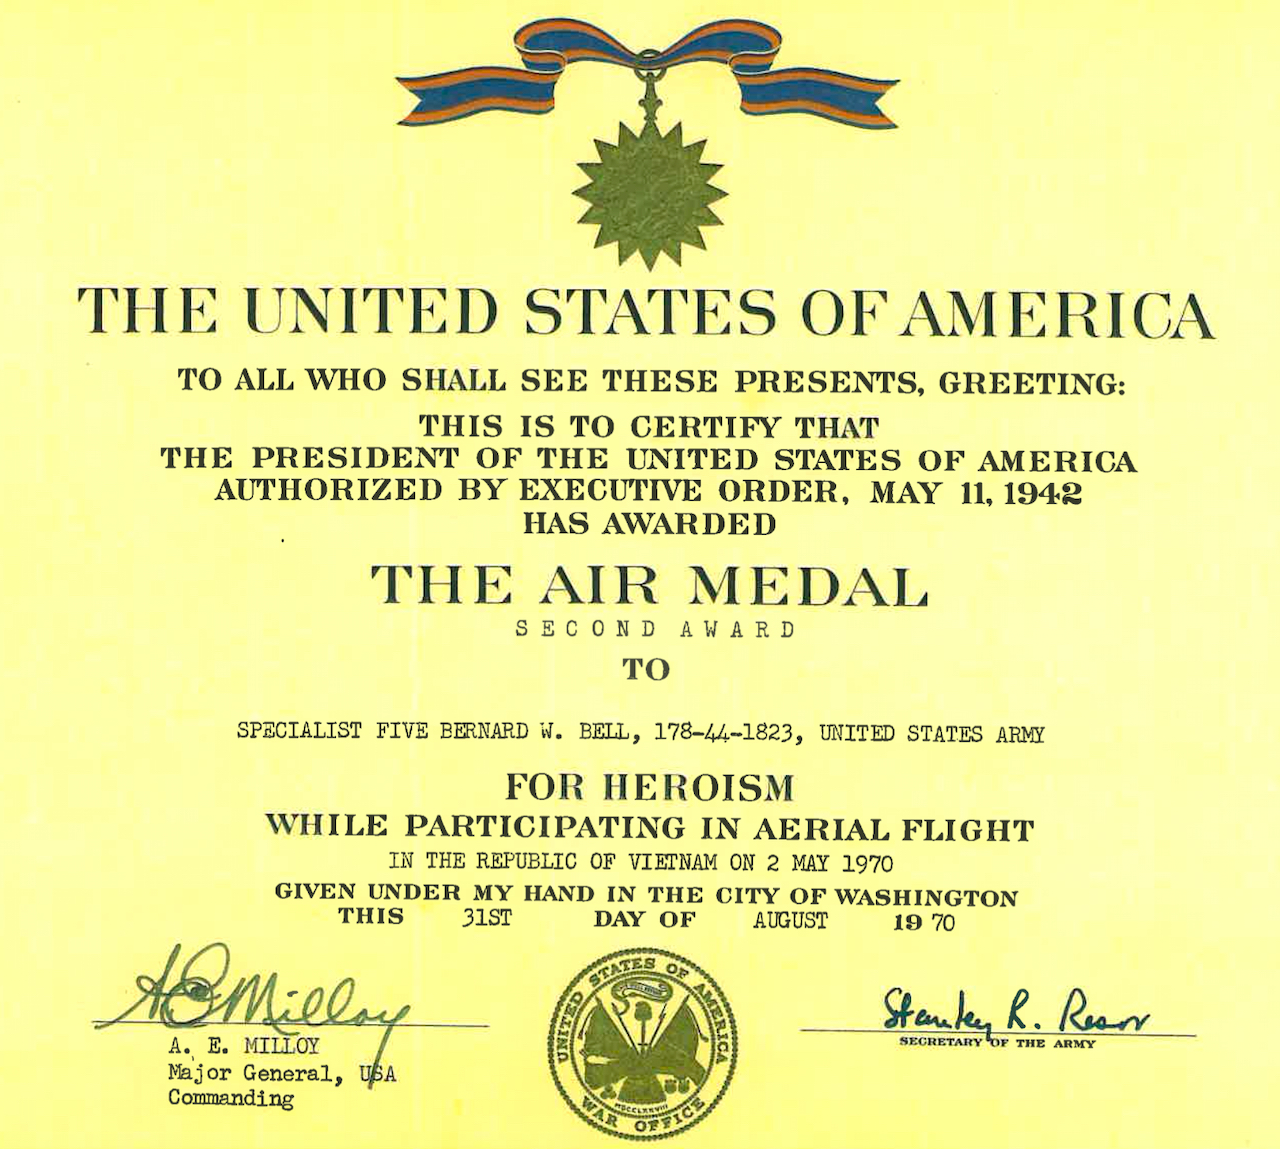 THE UNITED STATES OF AMERICA
TO ALL WHO SHALL SEE THESE PRESENTS, GREETING:
THIS IS TO CERTIFY THAT
THE PRESIDENT OF THE UNITED STATES OF AMERICA
AUTHORIZED BY EXECUTIVE ORDER, MAY 11, 1942
HAS AWARDED
THE AIR MEDAL
SECOND AWARD
TO
SPECIALIST FIVE BERNARD W. BELL, 178-44-1823, UNITED STATES ARMY
FOR HEROISM
WHILE PARTICIPATING IN AERIAL FLIGHT
IN THE REPUBLIC OF VIETNAM ON 2 MAY 1970
GIVEN UNDER MY HAND IN THE CITY OF WASHINGTON
THIS 31ST DAY OF AUGUST 19 70
A E Milloy
A. E. MILLOY
Major General, USA
Commanding
UNITED STATES OF AMERICA
MDCCLXXVIII
WAR OFFICE
Stanley R. Resor
SECRETARY OF THE ARMY